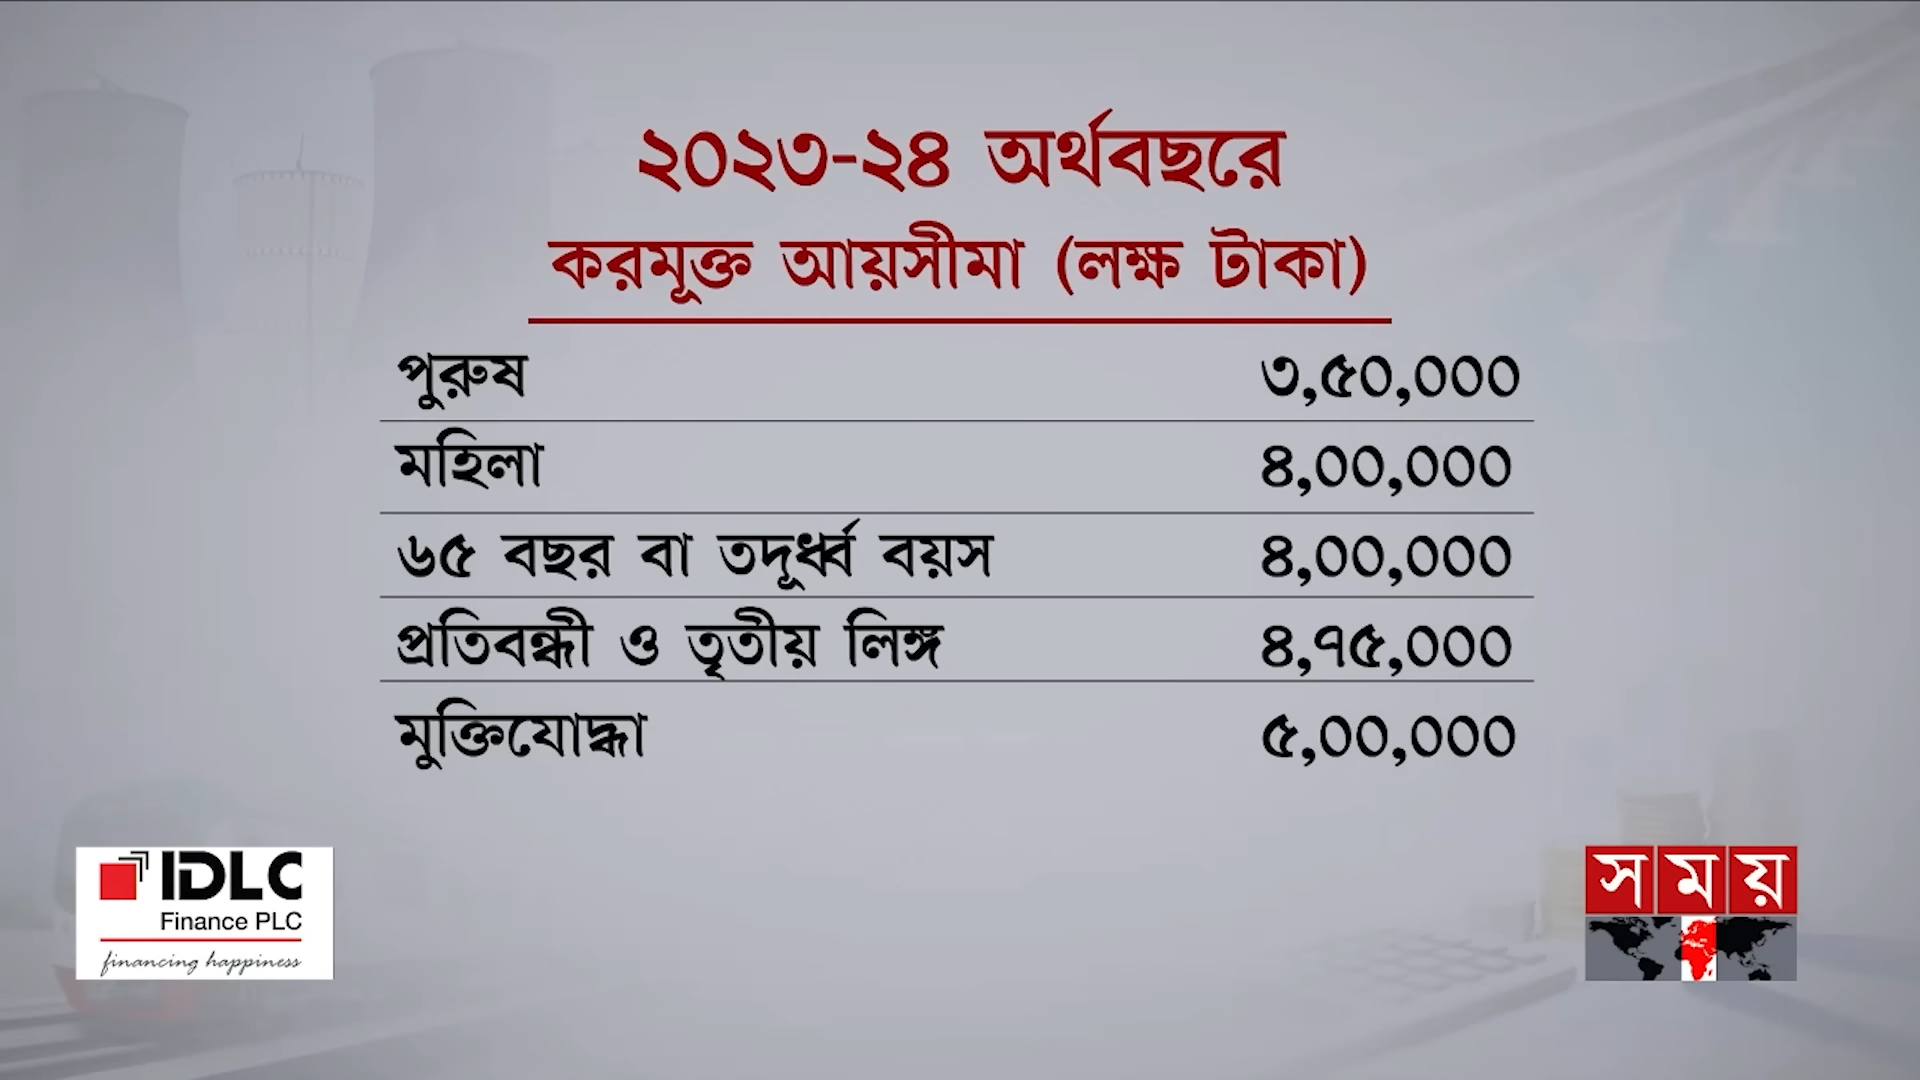 ২০২৩-২৪ অর্থবছরে
করমূক্ত আয়সীমা (লক্ষ টাকা)
পুরুষ ৩,৫০,০০০
মহিলা ৪,০০,০০০
৬৫ বছর বা তদূর্ধ্ব বয়স ৪,০০,০০০
প্রতিবন্ধী ও তৃতীয় লিঙ্গ ৪,৭৫,০০০
মুক্তিযোদ্ধা ৫,০০,০০০
IDLC
Finance PLC
financing happiness
সময়